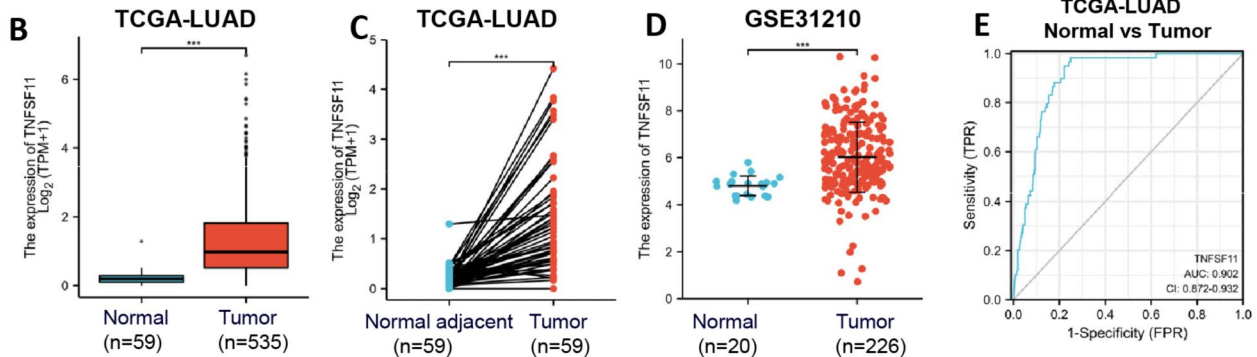 B
TCGA-LUAD
The expression of TNFSF11
Log2 (TPM+1)
6
4
2
0
***
Normal
(n=59)
Tumor
(n=535)
C
TCGA-LUAD
The expression of TNFSF11
Log2 (TPM+1)
5
4
3
2
1
0
***
Normal adjacent
(n=59)
Tumor
(n=59)
D
GSE31210
The expression of TNFSF11
10
8
6
4
2
0
***
Normal
(n=20)
Tumor
(n=226)
E
TCGA-LUAD
Normal vs Tumor
Sensitivity (TPR)
1.0
0.8
0.6
0.4
0.2
0.0
TNFSF11
AUC: 0.902
CI: 0.872-0.932
0.0 0.2 0.4 0.6 0.8 1.0
1-Specificity (FPR)